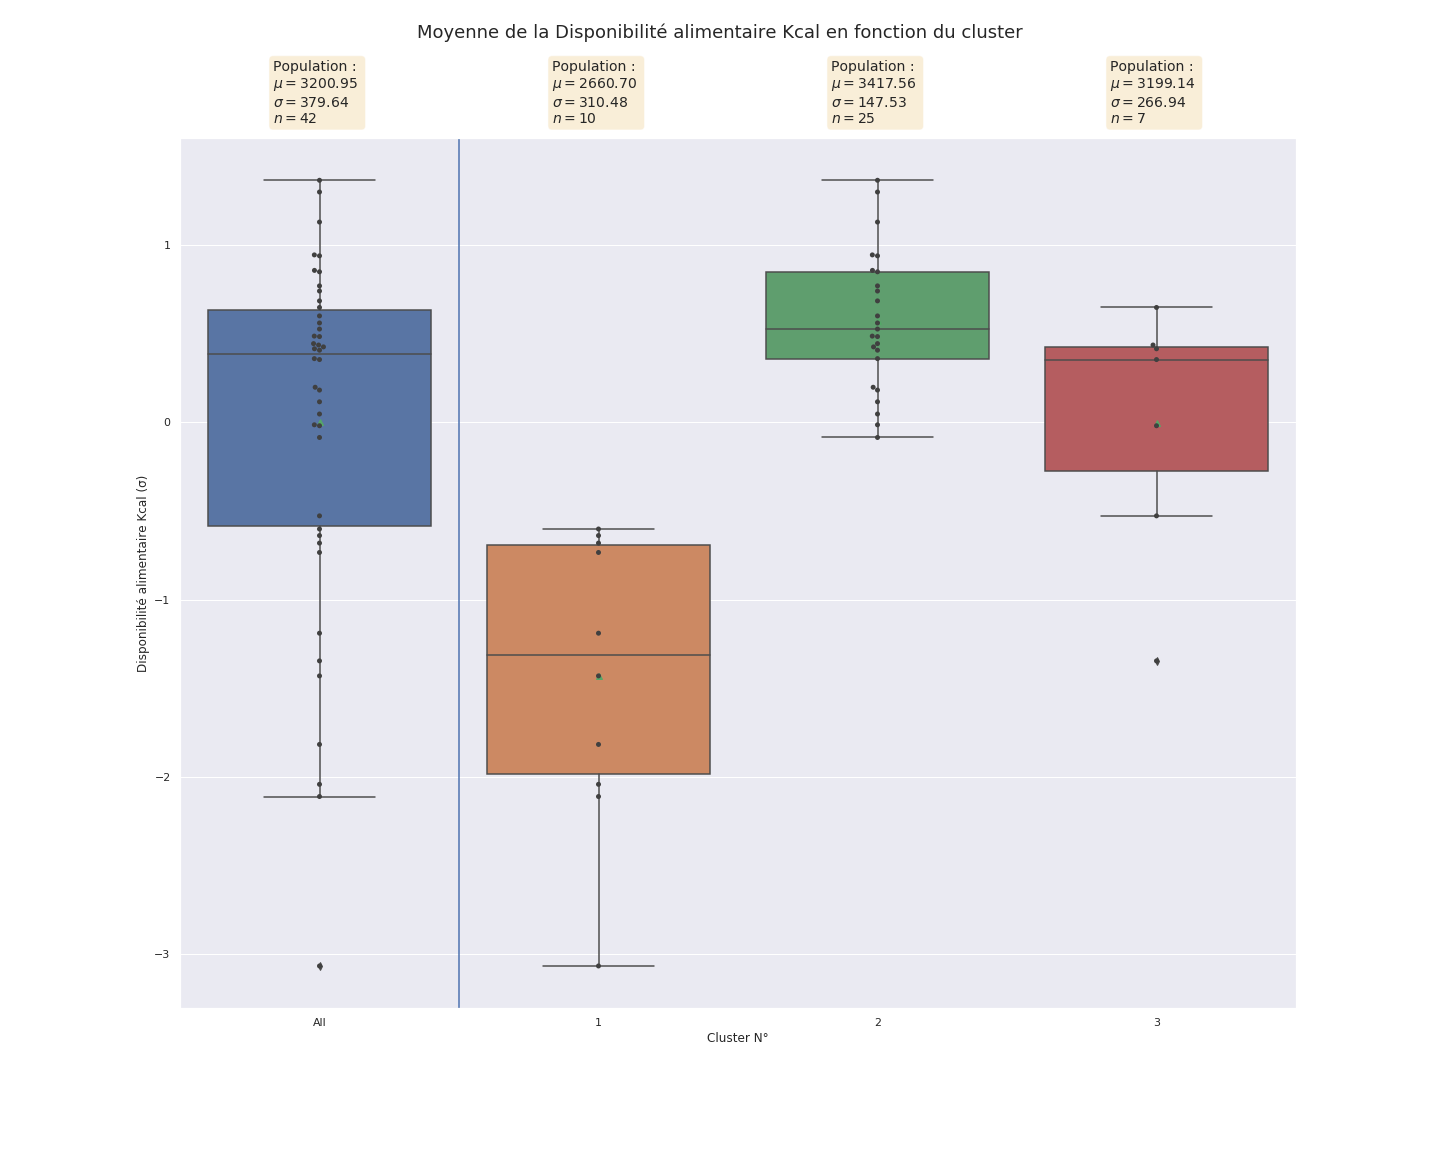 Moyenne de la Disponibilité alimentaire Kcal en fonction du cluster
Population :
μ = 3200.95
σ = 379.64
n = 42
Population :
μ = 2660.70
σ = 310.48
n = 10
Population :
μ = 3417.56
σ = 147.53
n = 25
Population :
μ = 3199.14
σ = 266.94
n = 7
Disponibilité alimentaire Kcal (σ)
1
0
−1
−2
−3
All
1
2
3
Cluster N°